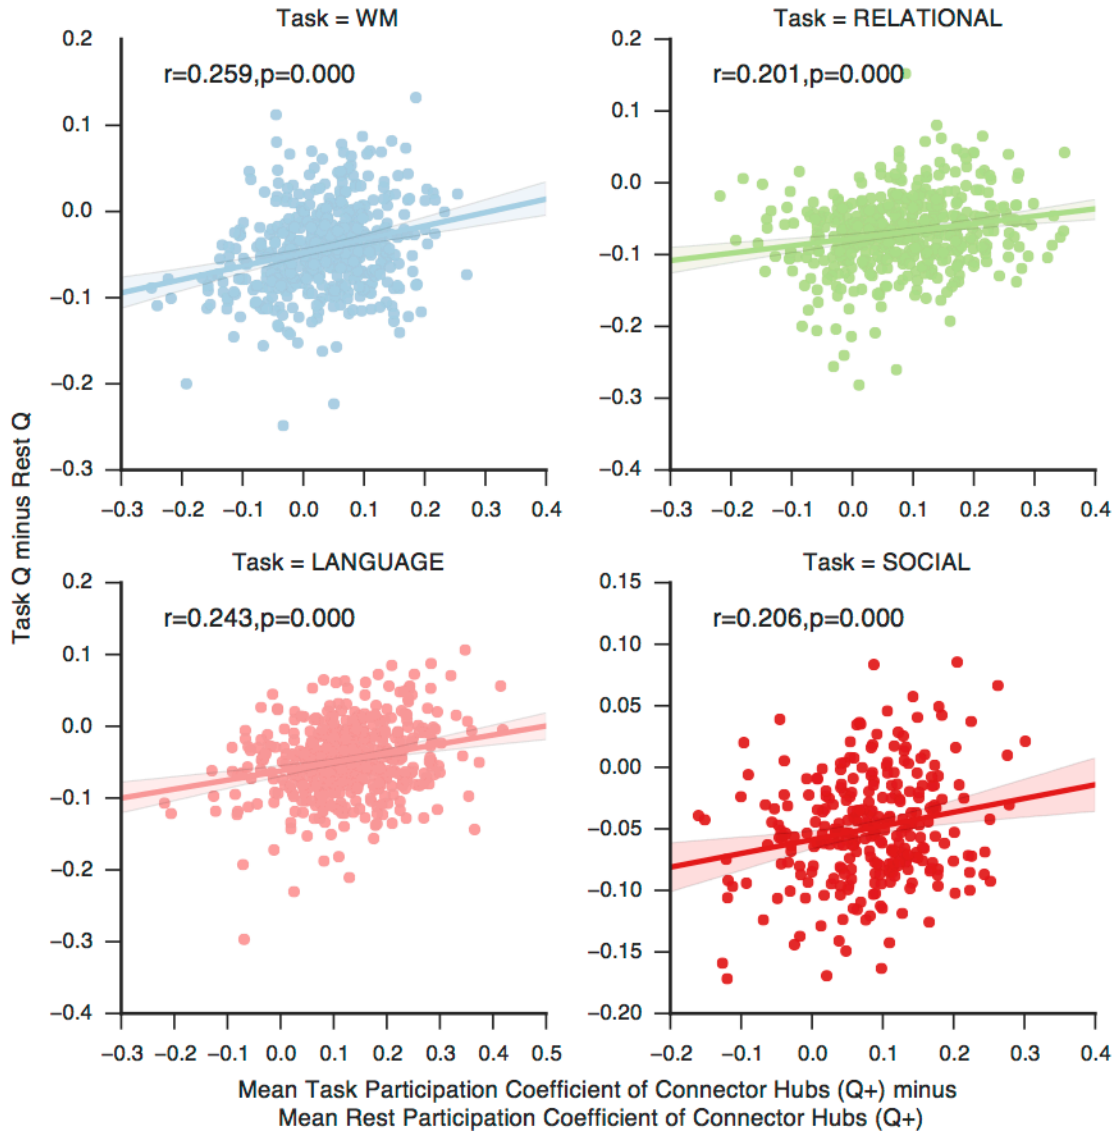 Task = WM
r=0.259,p=0.000
0.2
0.1
0.0
−0.1
−0.2
−0.3
−0.3 −0.2 −0.1 0.0 0.1 0.2 0.3 0.4
Task = RELATIONAL
r=0.201,p=0.000
0.2
0.1
0.0
−0.1
−0.2
−0.3
−0.4
−0.3 −0.2 −0.1 0.0 0.1 0.2 0.3 0.4
Task Q minus Rest Q
Task = LANGUAGE
r=0.243,p=0.000
0.2
0.1
0.0
−0.1
−0.2
−0.3
−0.4
−0.3 −0.2 −0.1 0.0 0.1 0.2 0.3 0.4 0.5
Task = SOCIAL
r=0.206,p=0.000
0.15
0.10
0.05
0.00
−0.05
−0.10
−0.15
−0.20
−0.2 −0.1 0.0 0.1 0.2 0.3 0.4
Mean Task Participation Coefficient of Connector Hubs (Q+) minus
Mean Rest Participation Coefficient of Connector Hubs (Q+)